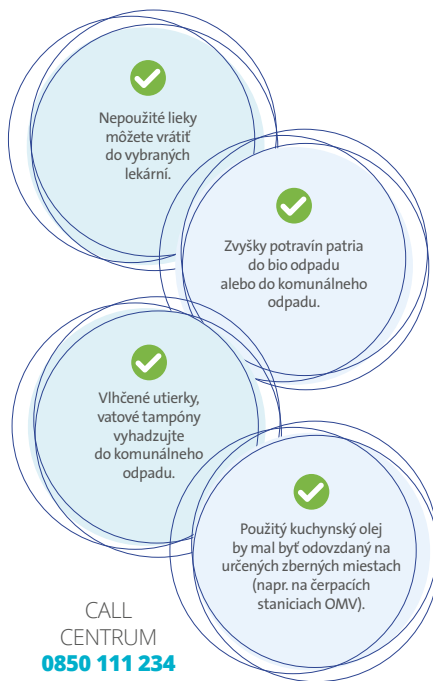 Nepoužité lieky
môžete vrátiť
do vybraných
lekární.
Zvyšky potravín patria
do bio odpadu
alebo do komunálneho
odpadu.
Vlhčené utierky,
vatové tampóny
vyhadzujte
do komunálneho
odpadu.
Použitý kuchynský olej
by mal byť odovzdaný na
určených zberných miestach
(napr. na čerpacích
staniciach OMV).
CALL
CENTRUM
0850 111 234